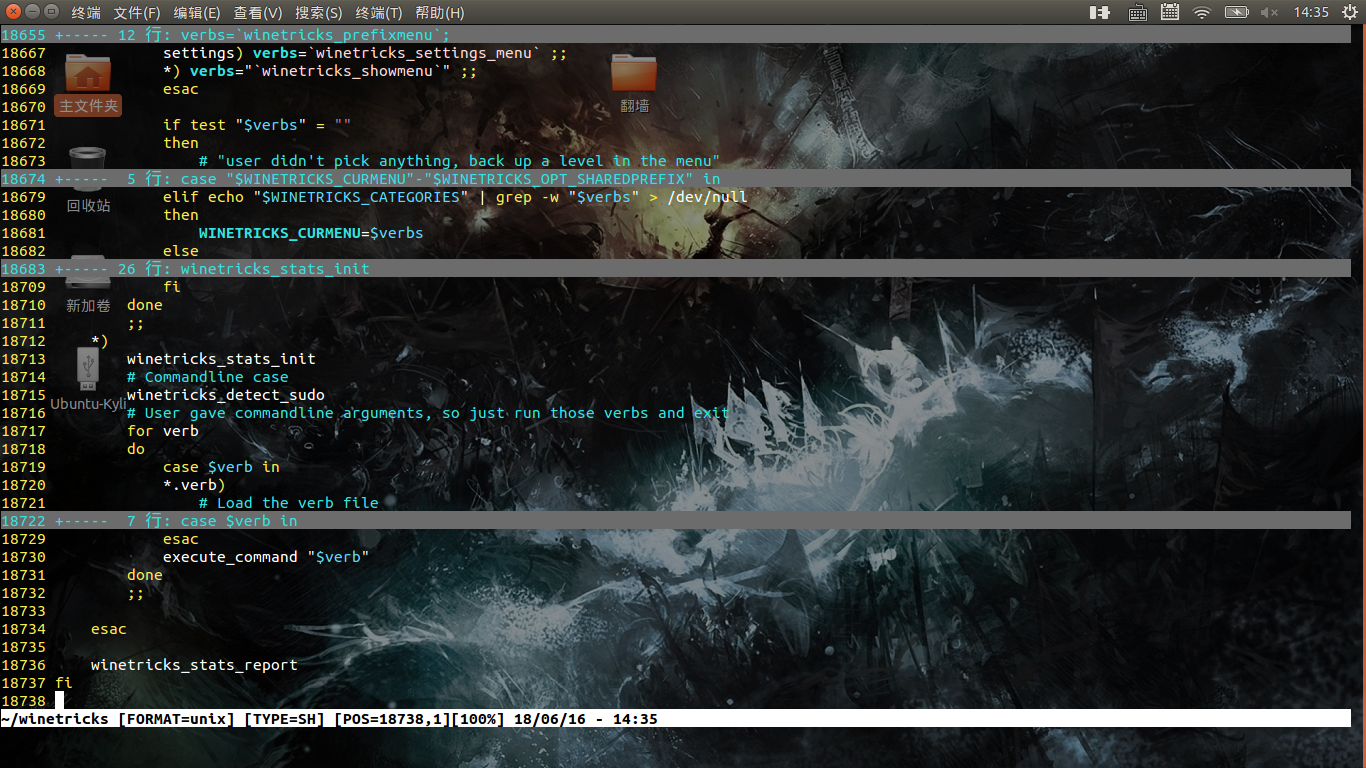 终端 文件(F) 编辑(E) 查看(V) 搜索(S) 终端(T) 帮助(H) 14:35
18655 +----- 12 行: verbs=`winetricks_prefixmenu`;
18667             settings) verbs=`winetricks_settings_menu` ;;
18668             *) verbs="`winetricks_showmenu`" ;;
18669             esac
18670
主文件夹
翻墙
18671             if test "$verbs" = ""
18672             then
18673                 # "user didn't pick anything, back up a level in the menu"
18674 +-----  5 行: case "$WINETRICKS_CURMENU"-"$WINETRICKS_OPT_SHAREDPREFIX" in
18679             elif echo "$WINETRICKS_CATEGORIES" | grep -w "$verbs" > /dev/null
回收站
18680             then
18681                 WINETRICKS_CURMENU=$verbs
18682             else
18683 +----- 26 行: winetricks_stats_init
18709             fi
18710         done
新加卷
18711         ;;
18712     *)
18713         winetricks_stats_init
18714         # Commandline case
18715         winetricks_detect_sudo
Ubuntu-Kyli
18716         # User gave commandline arguments, so just run those verbs and exit
18717         for verb
18718         do
18719             case $verb in
18720             *.verb)
18721                 # Load the verb file
18722 +-----  7 行: case $verb in
18729             esac
18730             execute_command "$verb"
18731         done
18732         ;;
18733
18734     esac
18735
18736     winetricks_stats_report
18737 fi
18738
~/winetricks [FORMAT=unix] [TYPE=SH] [POS=18738,1][100%] 18/06/16 - 14:35